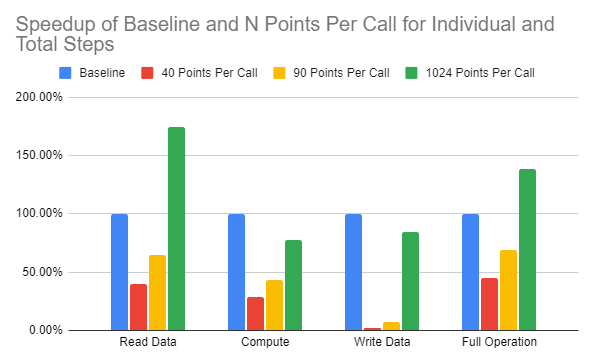 Speedup of Baseline and N Points Per Call for Individual and
Total Steps
Baseline 40 Points Per Call 90 Points Per Call 1024 Points Per Call
200.00%
150.00%
100.00%
50.00%
0.00%
Read Data Compute Write Data Full Operation